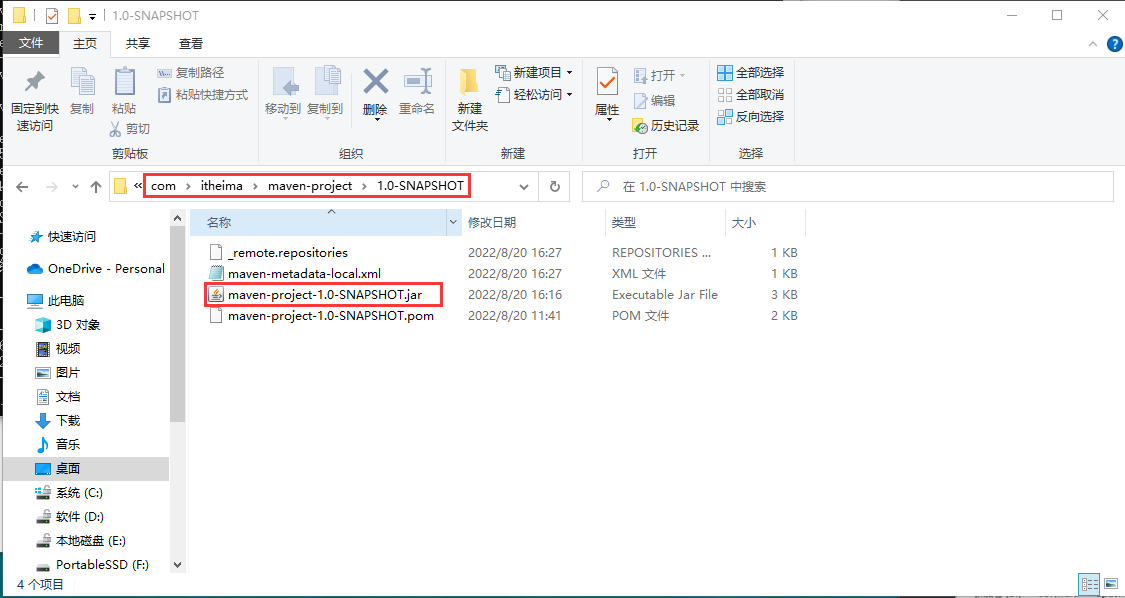 1.0-SNAPSHOT
文件 主页 共享 查看
固定到快速访问
复制
粘贴
复制路径
粘贴快捷方式
剪切
剪贴板
移动到
复制到
删除
重命名
组织
新建文件夹
新建项目
轻松访问
新建
属性
打开
编辑
历史记录
打开
全部选择
全部取消
反向选择
选择
« com › itheima › maven-project › 1.0-SNAPSHOT
在 1.0-SNAPSHOT 中搜索
快速访问
OneDrive - Personal
此电脑
3D 对象
视频
图片
文档
下载
音乐
桌面
系统 (C:)
软件 (D:)
本地磁盘 (E:)
PortableSSD (F:)
名称 修改日期 类型 大小
_remote.repositories 2022/8/20 16:27 REPOSITORIES ... 1 KB
maven-metadata-local.xml 2022/8/20 16:27 XML 文件 1 KB
maven-project-1.0-SNAPSHOT.jar 2022/8/20 16:16 Executable Jar File 3 KB
maven-project-1.0-SNAPSHOT.pom 2022/8/20 11:41 POM 文件 2 KB
4 个项目